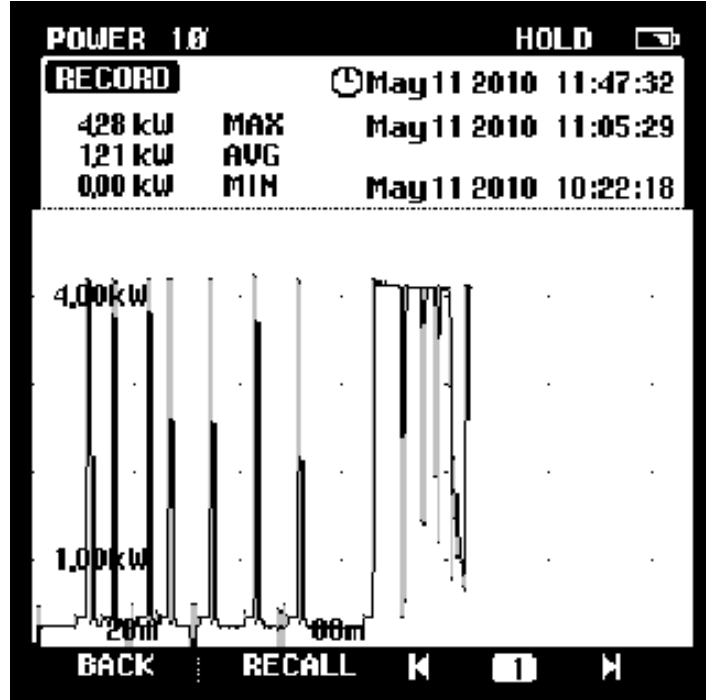 POWER 1Ø HOLD
RECORD May 11 2010 11:47:32
4,28 kW MAX May 11 2010 11:05:29
1,21 kW AVG
0,00 kW MIN May 11 2010 10:22:18
4,00kW
1,00kW
20m
BACK RECALL 1